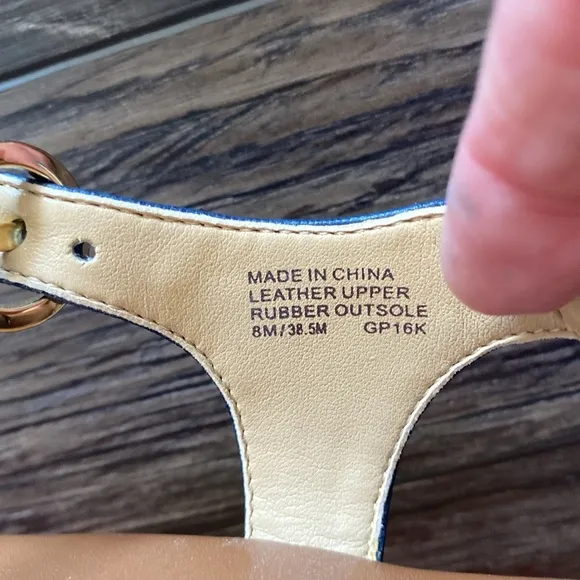 MADE IN CHINA
LEATHER UPPER
RUBBER OUTSOLE
8M/38.5M GP16K